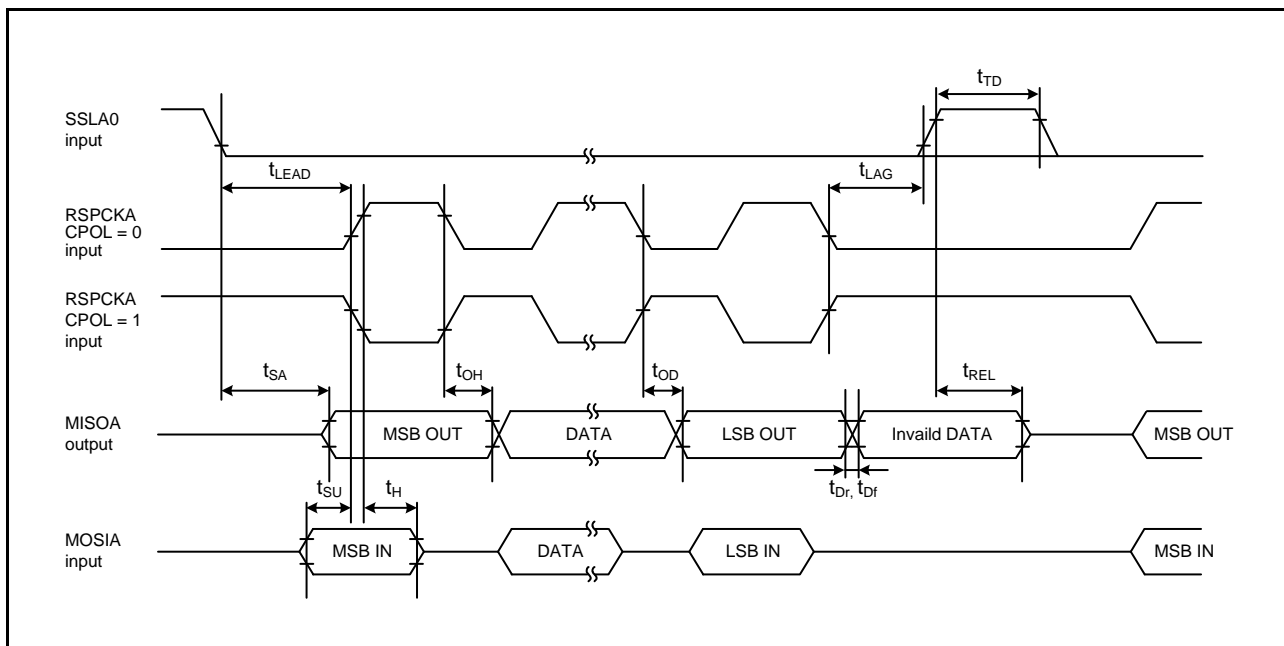 tTD
SSLA0
input
tLEAD
tLAG
RSPCKA
CPOL = 0
input
RSPCKA
CPOL = 1
input
tSA
tOH
tOD
tREL
MISOA
output
MSB OUT
DATA
LSB OUT
Invaild DATA
MSB OUT
tSU
tH
tDr, tDf
MOSIA
input
MSB IN
DATA
LSB IN
MSB IN